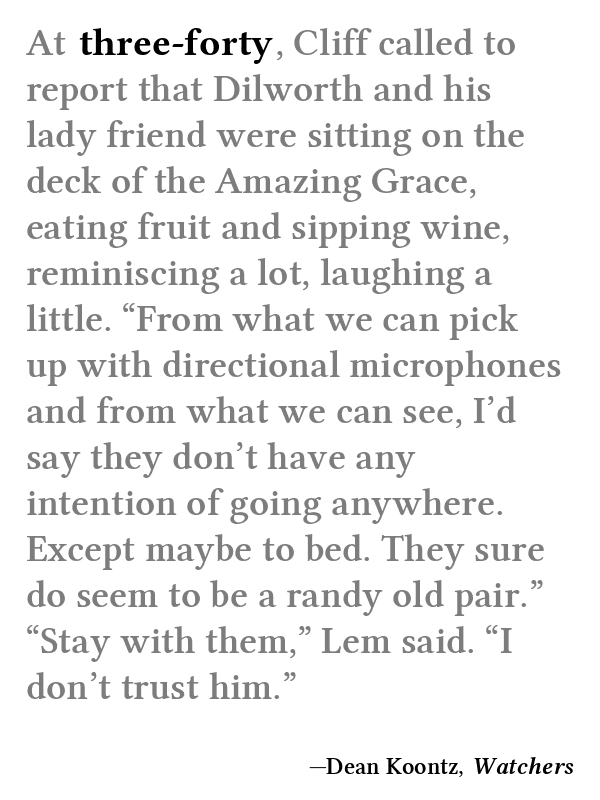 At three-forty, Cliff called to
report that Dilworth and his
lady friend were sitting on the
deck of the Amazing Grace,
eating fruit and sipping wine,
reminiscing a lot, laughing a
little. “From what we can pick
up with directional microphones
and from what we can see, I’d
say they don’t have any
intention of going anywhere.
Except maybe to bed. They sure
do seem to be a randy old pair.”
“Stay with them,” Lem said. “I
don’t trust him.”
—Dean Koontz, Watchers